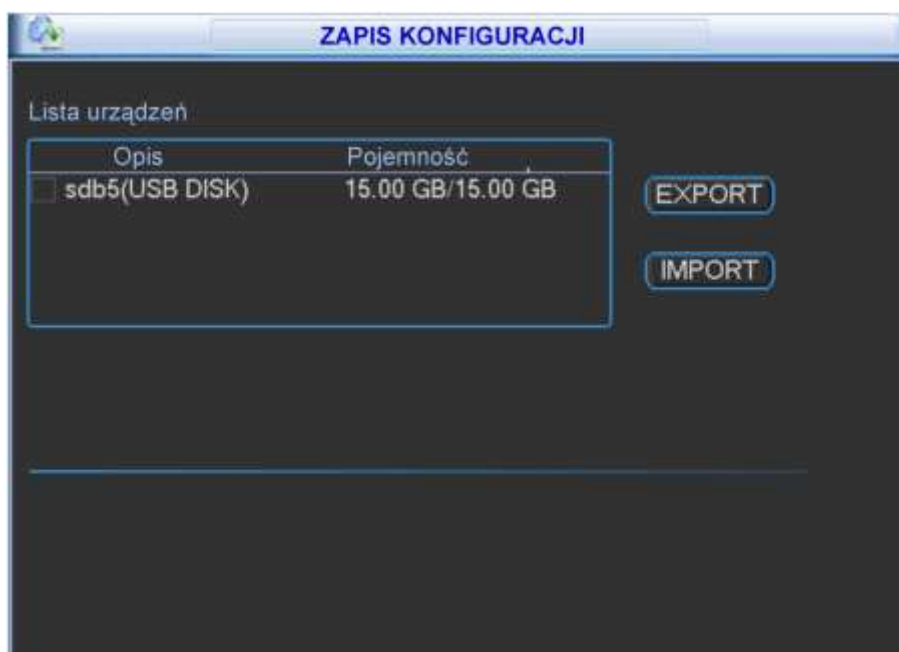 ZAPIS KONFIGURACJI
Lista urządzeń
Opis Pojemność
sdb5(USB DISK) 15.00 GB/15.00 GB
EXPORT
IMPORT